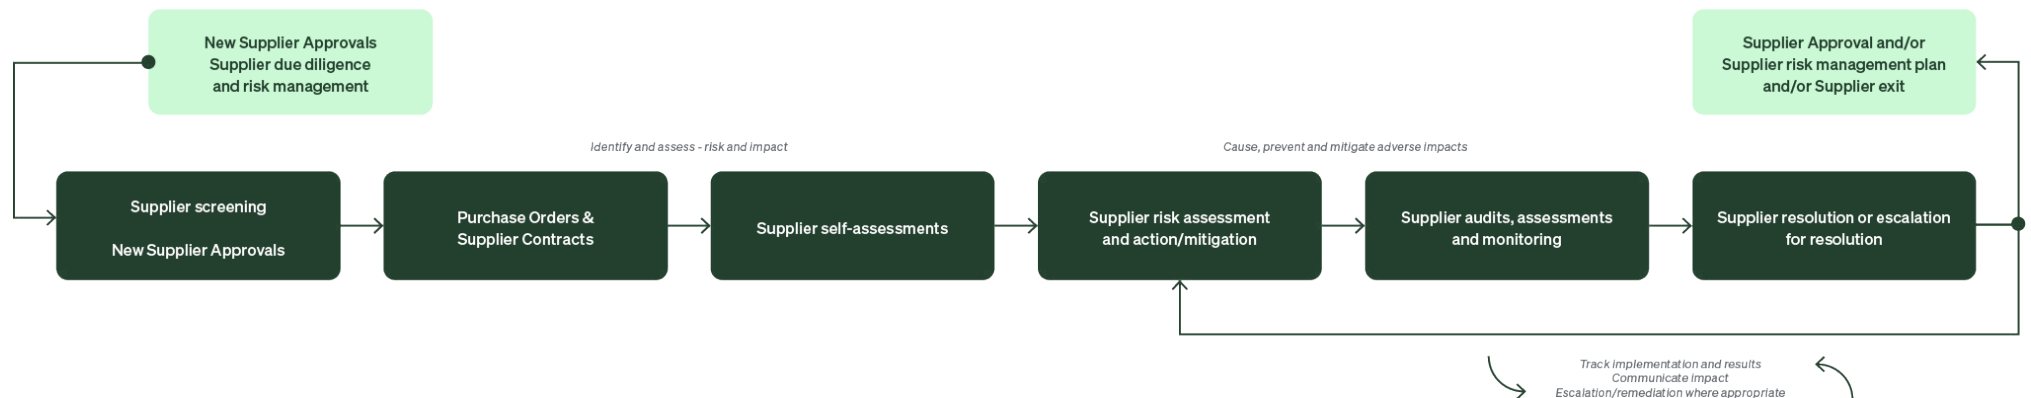 New Supplier Approvals
Supplier due diligence
and risk management
Supplier Approval and/or
Supplier risk management plan
and/or Supplier exit
Identify and assess - risk and impact
Cause, prevent and mitigate adverse impacts
Supplier screening
New Supplier Approvals
Purchase Orders &
Supplier Contracts
Supplier self-assessments
Supplier risk assessment
and action/mitigation
Supplier audits, assessments
and monitoring
Supplier resolution or escalation
for resolution
Track implementation and results
Communicate impact
Escalation/remediation where appropriate